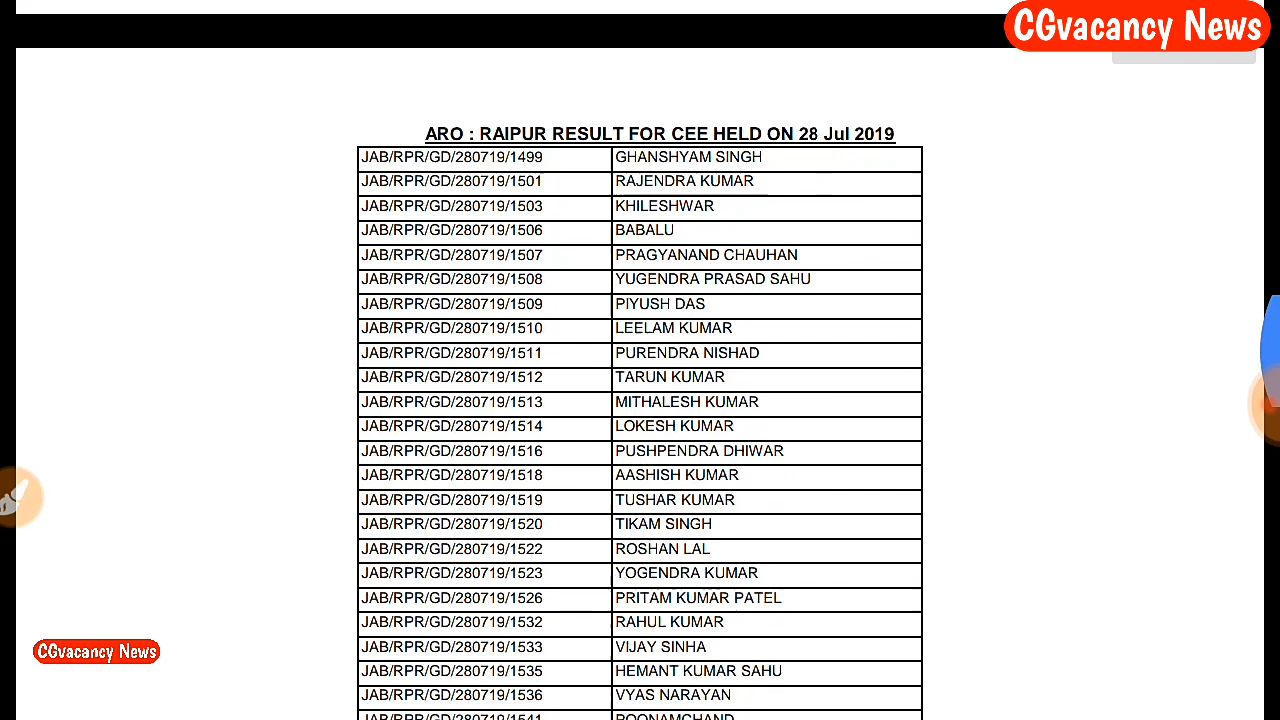 CGvacancy News
ARO : RAIPUR RESULT FOR CEE HELD ON 28 Jul 2019
JAB/RPR/GD/280719/1499 GHANSHYAM SINGH
JAB/RPR/GD/280719/1501 RAJENDRA KUMAR
JAB/RPR/GD/280719/1503 KHILESHWAR
JAB/RPR/GD/280719/1506 BABALU
JAB/RPR/GD/280719/1507 PRAGYANAND CHAUHAN
JAB/RPR/GD/280719/1508 YUGENDRA PRASAD SAHU
JAB/RPR/GD/280719/1509 PIYUSH DAS
JAB/RPR/GD/280719/1510 LEELAM KUMAR
JAB/RPR/GD/280719/1511 PURENDRA NISHAD
JAB/RPR/GD/280719/1512 TARUN KUMAR
JAB/RPR/GD/280719/1513 MITHALESH KUMAR
JAB/RPR/GD/280719/1514 LOKESH KUMAR
JAB/RPR/GD/280719/1516 PUSHPENDRA DHIWAR
JAB/RPR/GD/280719/1518 AASHISH KUMAR
JAB/RPR/GD/280719/1519 TUSHAR KUMAR
JAB/RPR/GD/280719/1520 TIKAM SINGH
JAB/RPR/GD/280719/1522 ROSHAN LAL
JAB/RPR/GD/280719/1523 YOGENDRA KUMAR
JAB/RPR/GD/280719/1526 PRITAM KUMAR PATEL
JAB/RPR/GD/280719/1532 RAHUL KUMAR
JAB/RPR/GD/280719/1533 VIJAY SINHA
CGvacancy News
JAB/RPR/GD/280719/1535 HEMANT KUMAR SAHU
JAB/RPR/GD/280719/1536 VYAS NARAYAN
JAB/RPR/GD/280719/1541 POONAMCHAND